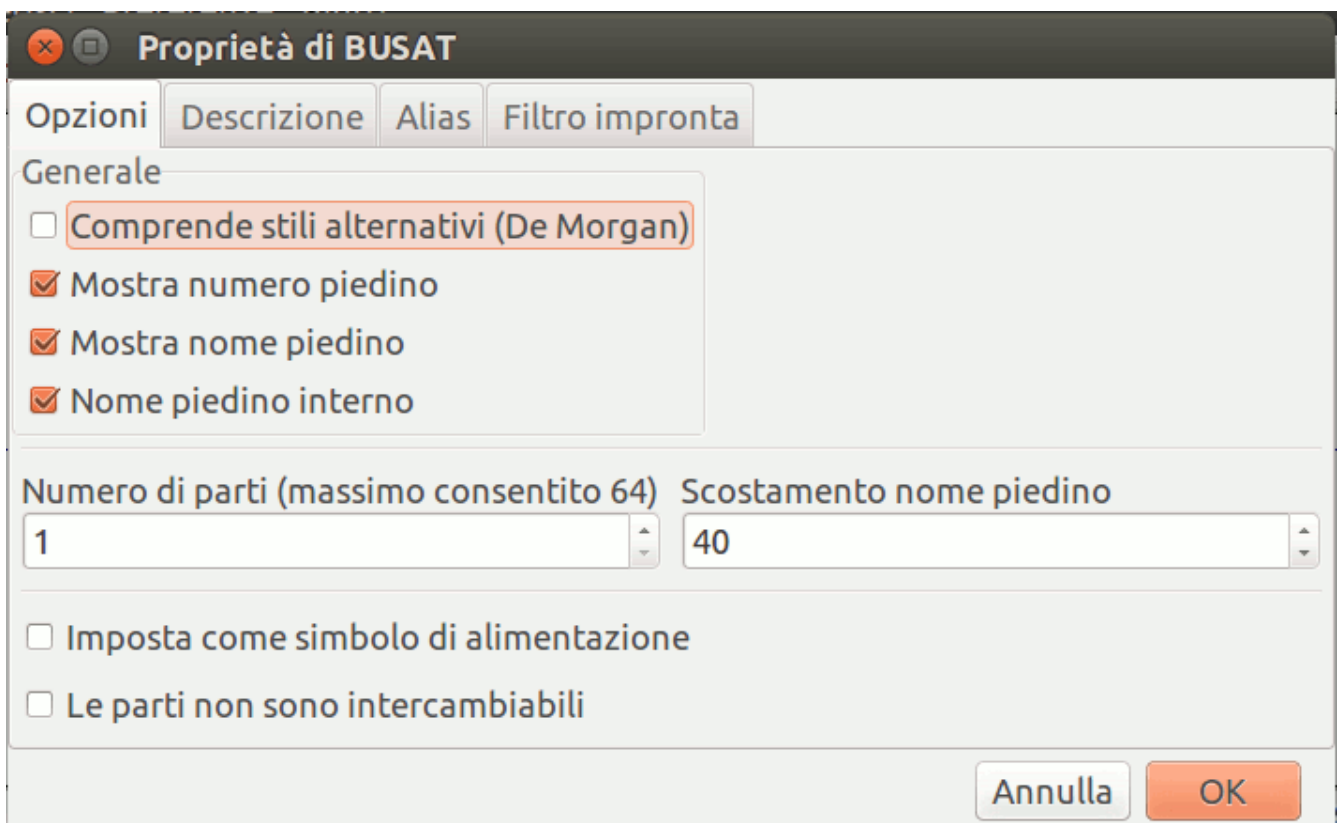 Proprietà di BUSAT
Opzioni Descrizione Alias Filtro impronta
Generale
Comprende stili alternativi (De Morgan)
Mostra numero piedino
Mostra nome piedino
Nome piedino interno
Numero di parti (massimo consentito 64) Scostamento nome piedino
1 40
Imposta come simbolo di alimentazione
Le parti non sono intercambiabili
Annulla OK